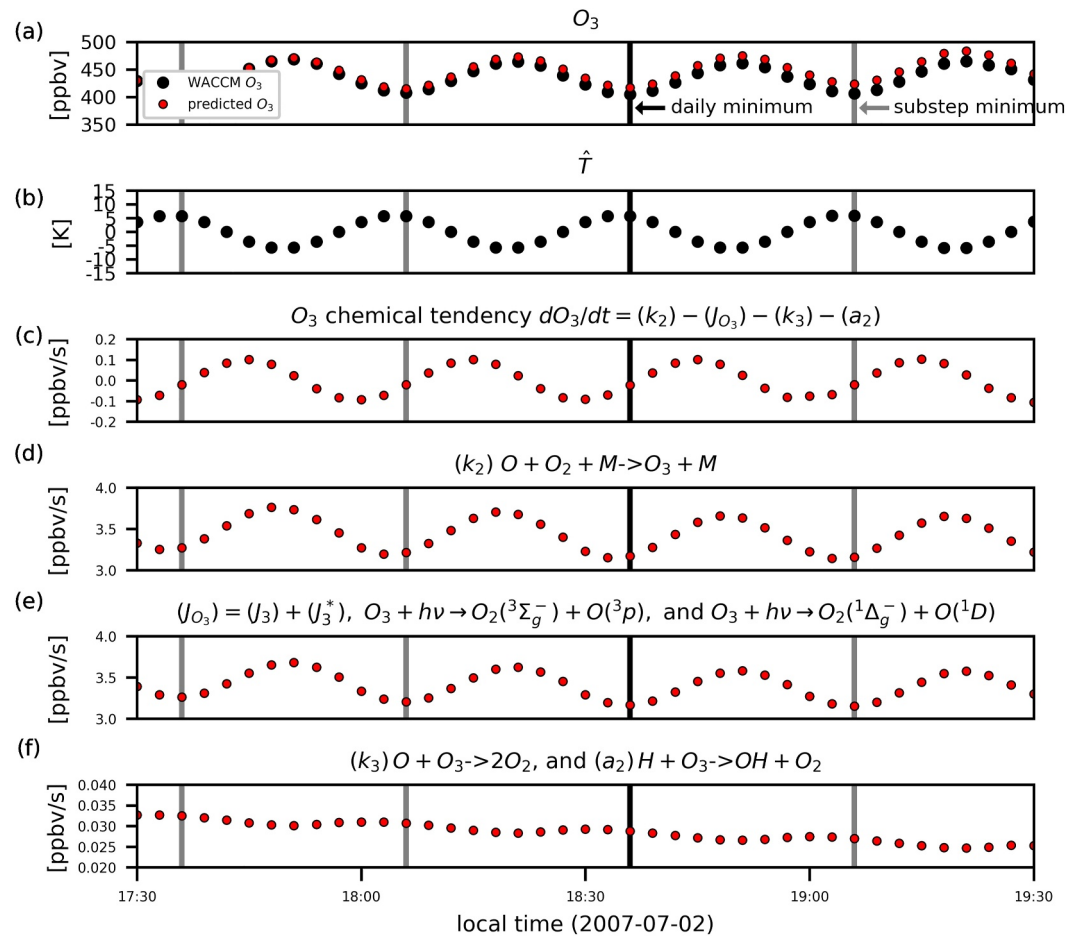 O₃
(a)
500
450
400
350
[ppbv]
WACCM O₃
predicted O₃
daily minimum
substep minimum
T̂
(b)
15
10
5
0
-5
-10
-15
[K]
O₃ chemical tendency dO₃/dt = (k₂) − (J_O₃) − (k₃) − (a₂)
(c)
0.2
0.1
0.0
-0.1
-0.2
[ppbv/s]
(d)
(k₂) O + O₂ + M->O₃ + M
4.0
3.5
3.0
[ppbv/s]
(e)
(J_O₃) = (J₃) + (J₃*), O₃ + hν → O₂(³Σg⁻) + O(³p), and O₃ + hν → O₂(¹Δg⁻) + O(¹D)
4.0
3.5
3.0
[ppbv/s]
(f)
(k₃) O + O₃->2O₂, and (a₂) H + O₃->OH + O₂
0.040
0.035
0.030
0.025
0.020
[ppbv/s]
17:30 18:00 18:30 19:00 19:30
local time (2007-07-02)